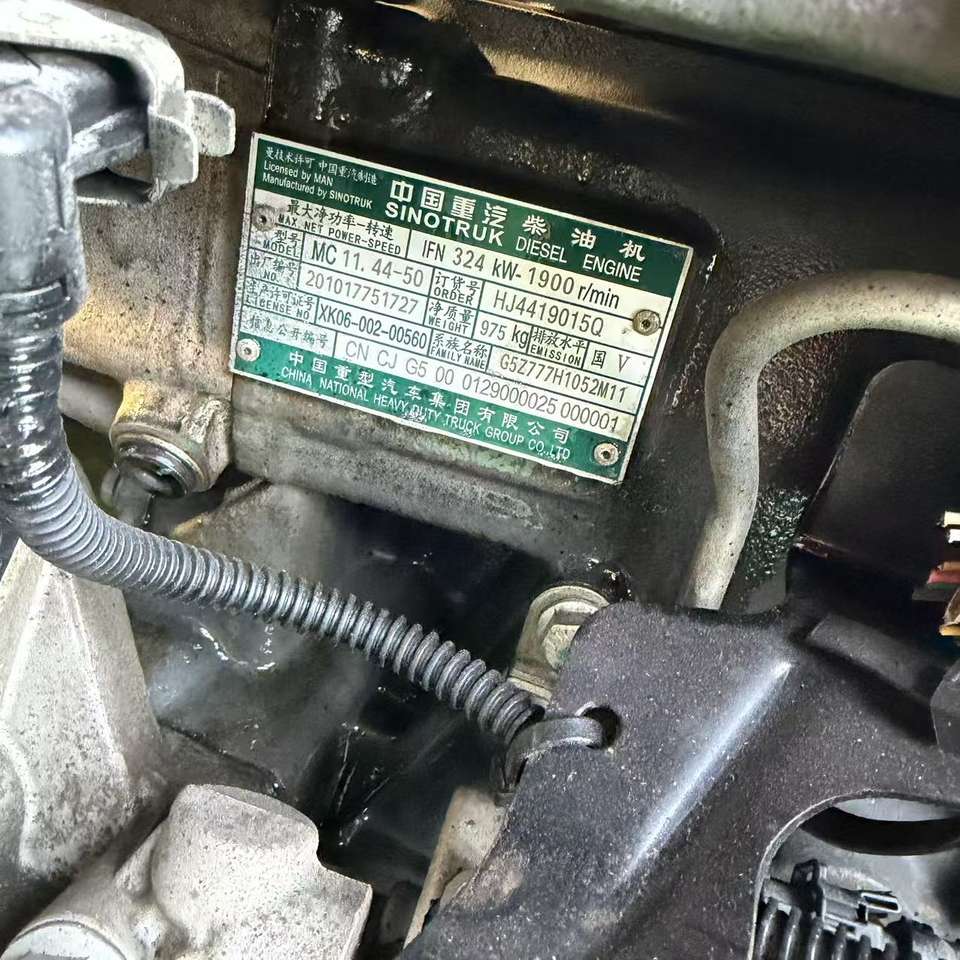 曼技术许可 中国重汽制造
Licensed by MAN
Manufactured by SINOTRUK
中国重汽柴油机
SINOTRUK DIESEL ENGINE
最大净功率-转速
MAX. NET POWER-SPEED
IFN 324 kW-1900 r/min
型号
MODEL
MC 11.44-50
订货号
ORDER
HJ4419015Q
出厂编号
NO.
201017751727
净质量
WEIGHT
975 kg
排放水平
EMISSION
国 V
生产许可证号
LICENSE NO
XK06-002-00560
系族名称
FAMILY NAME
G5Z777H1052M11
信息公开编号
CN CJ G5 00 0129000025 000001
中国重型汽车集团有限公司
CHINA NATIONAL HEAVY DUTY TRUCK GROUP CO.,LTD